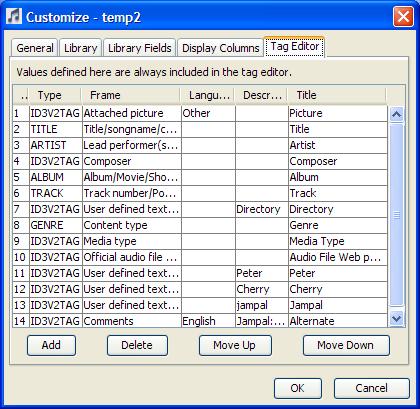 Customize - temp2
General Library Library Fields Display Columns Tag Editor
Values defined here are always included in the tag editor.
.. Type Frame Langu... Descr... Title
1 ID3V2TAG Attached picture Other Picture
2 TITLE Title/songname/c... Title
3 ARTIST Lead performer(s... Artist
4 ID3V2TAG Composer Composer
5 ALBUM Album/Movie/Sho... Album
6 TRACK Track number/Po... Track
7 ID3V2TAG User defined text... Directory Directory
8 GENRE Content type Genre
9 ID3V2TAG Media type Media Type
10 ID3V2TAG Official audio file ... Audio File Web p...
11 ID3V2TAG User defined text... Peter Peter
12 ID3V2TAG User defined text... Cherry Cherry
13 ID3V2TAG User defined text... jampal Jampal
14 ID3V2TAG Comments English Jampal:... Alternate
Add Delete Move Up Move Down
OK Cancel